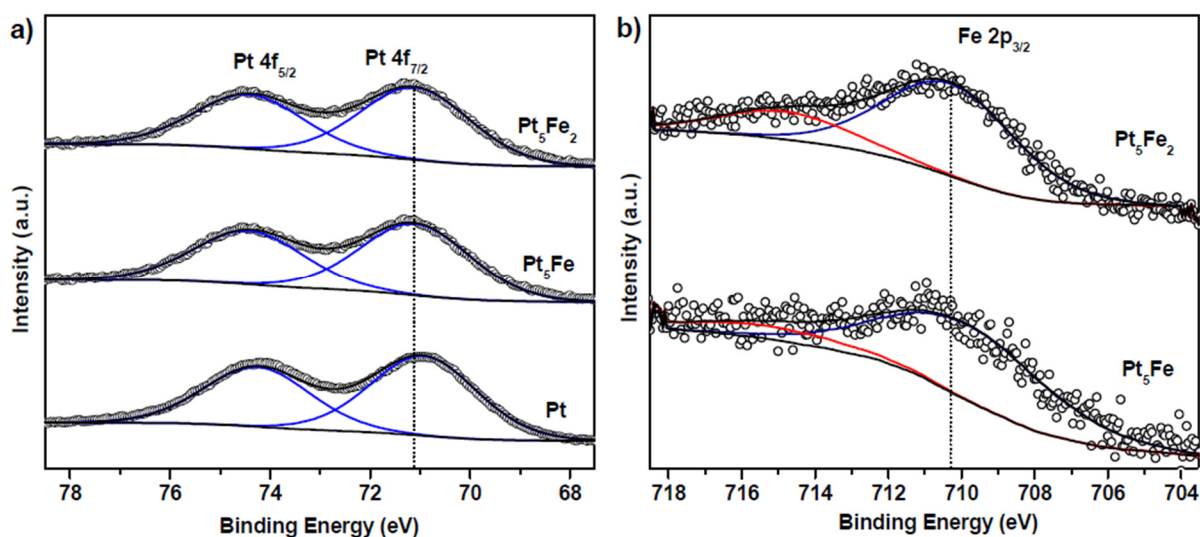 a)
Pt 4f5/2
Pt 4f7/2
Pt5Fe2
Pt5Fe
Pt
Intensity (a.u.)
78 76 74 72 70 68
Binding Energy (eV)
b)
Fe 2p3/2
Pt5Fe2
Pt5Fe
Intensity (a.u.)
718 716 714 712 710 708 706 704
Binding Energy (eV)